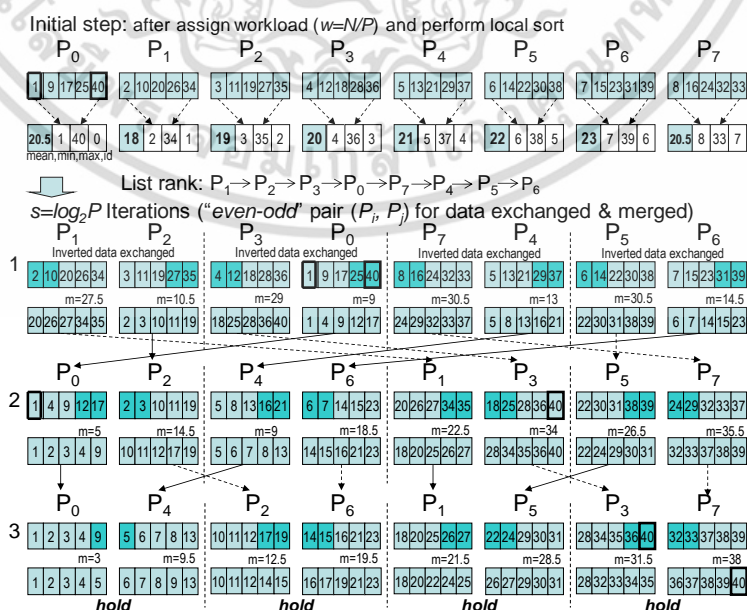 Initial step: after assign workload (w=N/P) and perform local sort
P0 P1 P2 P3 P4 P5 P6 P7
1 9 17 25 40 2 10 20 26 34 3 11 19 27 35 4 12 18 28 36 5 13 21 29 37 6 14 22 30 38 7 15 23 31 39 8 16 24 32 33
20.5 1 40 0 18 2 34 1 19 3 35 2 20 4 36 3 21 5 37 4 22 6 38 5 23 7 39 6 20.5 8 33 7
mean,min,max,id
List rank: P1→P2→P3→P0→P7→P4→P5→P6
s=log2P Iterations ("even-odd" pair (Pi, Pj) for data exchanged & merged)
P1 P2 P3 P0 P7 P4 P5 P6
Inverted data exchanged Inverted data exchanged Inverted data exchanged Inverted data exchanged
1 2 10 20 26 34 3 11 19 27 35 4 12 18 28 36 1 9 17 25 40 8 16 24 32 33 5 13 21 29 37 6 14 22 30 38 7 15 23 31 39
m=27.5 m=10.5 m=29 m=9 m=30.5 m=13 m=30.5 m=14.5
20 26 27 34 35 2 3 10 11 19 18 25 28 36 40 1 4 9 12 17 24 29 32 33 37 5 8 13 16 21 22 30 31 38 39 6 7 14 15 23
P0 P2 P4 P6 P1 P3 P5 P7
2 1 4 9 12 17 2 3 10 11 19 5 8 13 16 21 6 7 14 15 23 20 26 27 34 35 18 25 28 36 40 22 30 31 38 39 24 29 32 33 37
m=5 m=14.5 m=9 m=18.5 m=22.5 m=34 m=26.5 m=35.5
1 2 3 4 9 10 11 12 17 19 5 6 7 8 13 14 15 16 21 23 18 20 25 26 27 28 34 35 36 40 22 24 29 30 31 32 33 37 38 39
P0 P4 P2 P6 P1 P5 P3 P7
3 1 2 3 4 9 5 6 7 8 13 10 11 12 17 19 14 15 16 21 23 18 20 25 26 27 22 24 29 30 31 28 34 35 36 40 32 33 37 38 39
m=3 m=9.5 m=12.5 m=19.5 m=21.5 m=28.5 m=31.5 m=38
1 2 3 4 5 6 7 8 9 13 10 11 12 14 15 16 17 19 21 23 18 20 22 24 25 26 27 29 30 31 28 32 33 34 35 36 37 38 39 40
hold hold hold hold